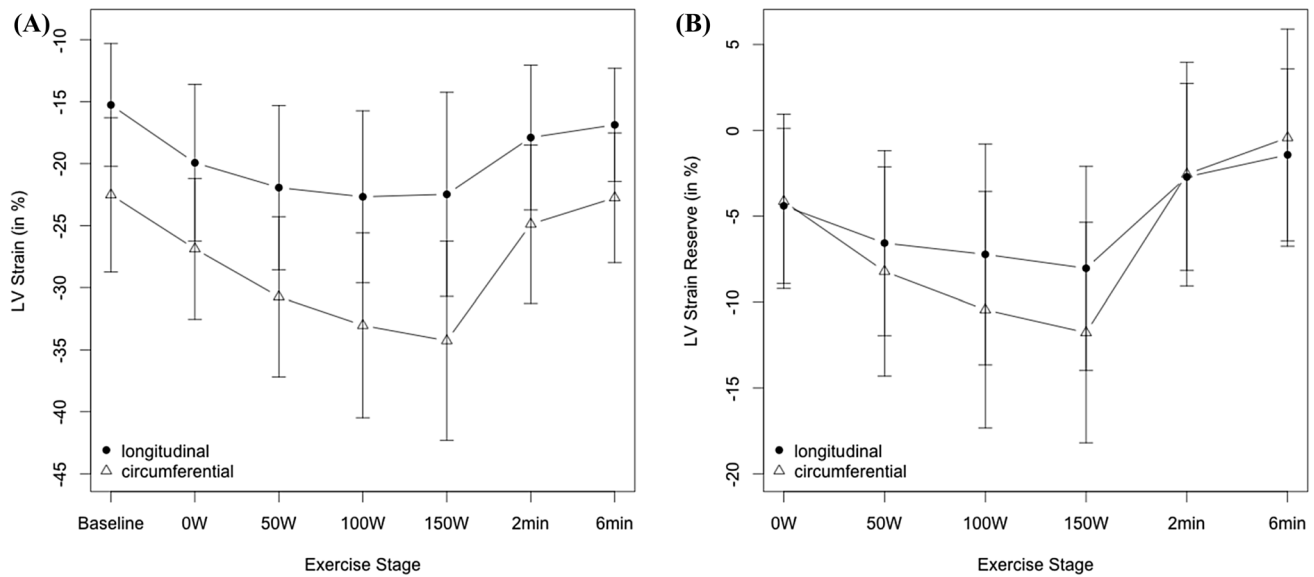 (A)
LV Strain (in %)
-10
-15
-20
-25
-30
-35
-40
-45
longitudinal
circumferential
Baseline 0W 50W 100W 150W 2min 6min
Exercise Stage
(B)
LV Strain Reserve (in %)
5
0
-5
-10
-15
-20
longitudinal
circumferential
0W 50W 100W 150W 2min 6min
Exercise Stage